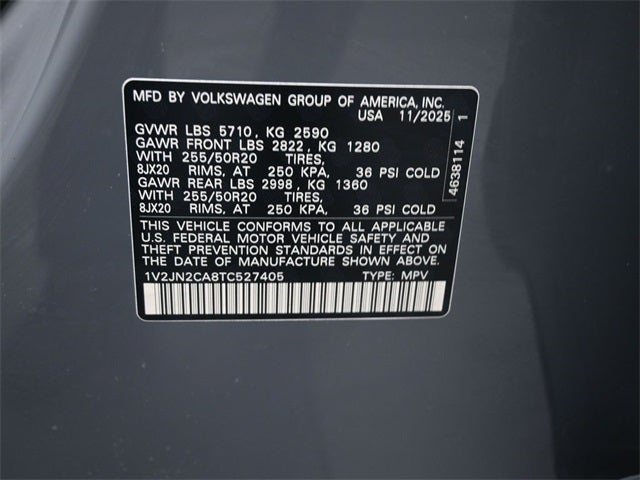 MFD BY VOLKSWAGEN GROUP OF AMERICA, INC.
USA 11/2025
GVWR LBS 5710, KG 2590
GAWR FRONT LBS 2822, KG 1280
WITH 255/50R20 TIRES,
8JX20 RIMS, AT 250 KPA, 36 PSI COLD
GAWR REAR LBS 2998, KG 1360
WITH 255/50R20 TIRES,
8JX20 RIMS, AT 250 KPA, 36 PSI COLD
THIS VEHICLE CONFORMS TO ALL APPLICABLE
U.S. FEDERAL MOTOR VEHICLE SAFETY AND
THEFT PREVENTION STANDARDS IN EFFECT ON
THE DATE OF MANUFACTURE SHOWN ABOVE.
1V2JN2CA8TC527405 TYPE: MPV
4638114 1